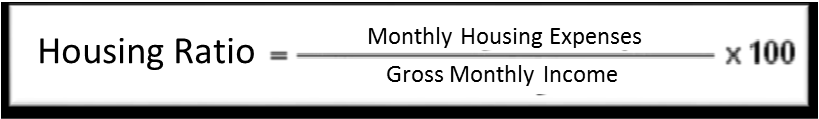 Housing Ratio = Monthly Housing Expenses x 100
Gross Monthly Income